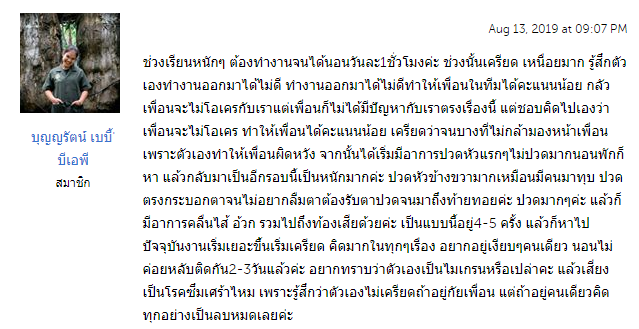 Aug 13, 2019 at 09:07 PM
บุญญรัตน์ เบบี้
บีเอพี
สมาชิก
ช่วงเรียนหนักๆ ต้องทำงานจนได้นอนวันละ1ชั่วโมงค่ะ ช่วงนั้นเครียด เหนื่อยมาก รู้สึกตัว
เองทำงานออกมาได้ไม่ดี ทำงานออกมาได้ไม่ดีทำให้เพื่อนในทีมได้คะแนนน้อย กลัว
เพื่อนจะไม่โอเครกับเราแต่เพื่อนก็ไม่ได้มีปัญหากับเราตรงเรื่องนี้ แต่ชอบคิดไปเองว่า
เพื่อนจะไม่โอเคร ทำให้เพื่อนได้คะแนนน้อย เครียดว่าจนบางทีไม่กล้ามองหน้าเพื่อน
เพราะตัวเองทำให้เพื่อนผิดหวัง จากนั้นได้เริ่มมีอาการปวดหัวแรกๆไม่ปวดมากนอนพักก็
หา แล้วกลับมาเป็นอีกรอบนี้เป็นหนักมากค่ะ ปวดหัวข้างขวามากเหมือนมีคนมาทุบ ปวด
ตรงกระบอกตาจนไม่อยากลืมตาต้องรับตาปวดจนมาถึงท้ายทอยค่ะ ปวดมากๆค่ะ แล้วก็
มีอาการคลื่นไส้ อ้วก รวมไปถึงท้องเสียด้วยค่ะ เป็นแบบนี้อยู่4-5 ครั้ง แล้วก็หาไป
ปัจจุบันงานเริ่มเยอะขึ้นเริ่มเครียด คิดมากในทุกๆเรื่อง อยากอยู่เงียบๆคนเดียว นอนไม่
ค่อยหลับติดกัน2-3วันแล้วค่ะ อยากทราบว่าตัวเองเป็นไมเกรนหรือเปล่าคะ แล้วเสี่ยง
เป็นโรคซึ่มเศร้าไหม เพราะรู้สึกว่าตัวเองไม่เครียดถ้าอยู่กัยเพื่อน แต่ถ้าอยู่คนเดียวคิด
ทุกอย่างเป็นลบหมดเลยค่ะ